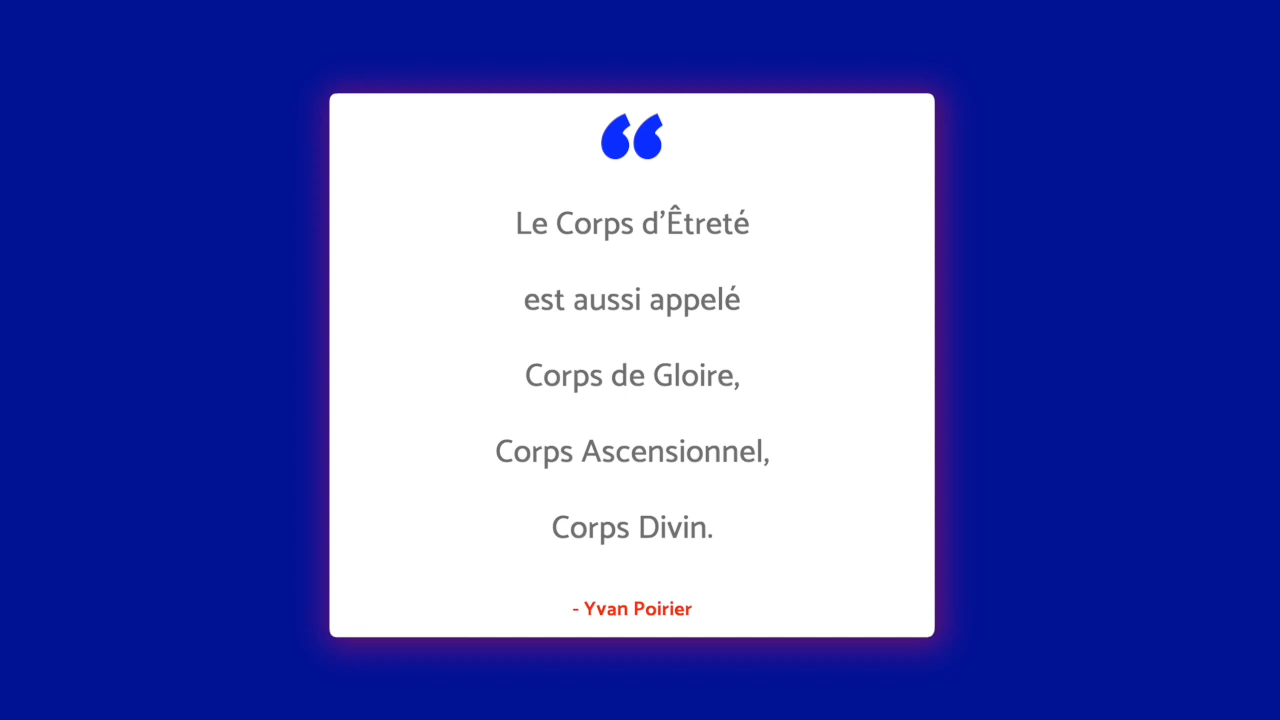 “
Le Corps d’Êtreté
est aussi appelé
Corps de Gloire,
Corps Ascensionnel,
Corps Divin.
- Yvan Poirier